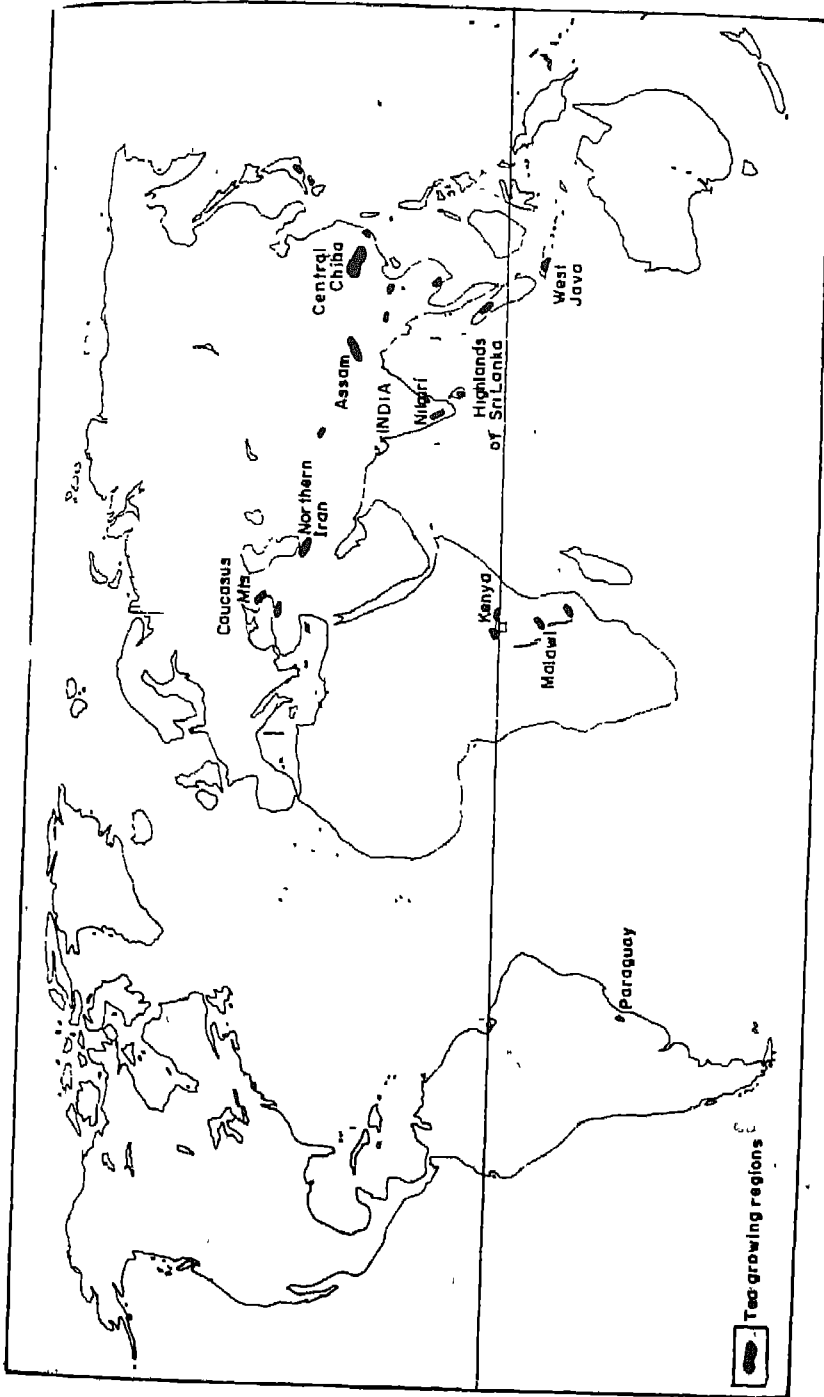 Caucasus
Mts
Northern
Iran
Central
Chiba
Assam
INDIA
Nilgiri
Highlands
of Sri Lanka
West
Java
Kenya
Malawi
Paraguay
Tea growing regions